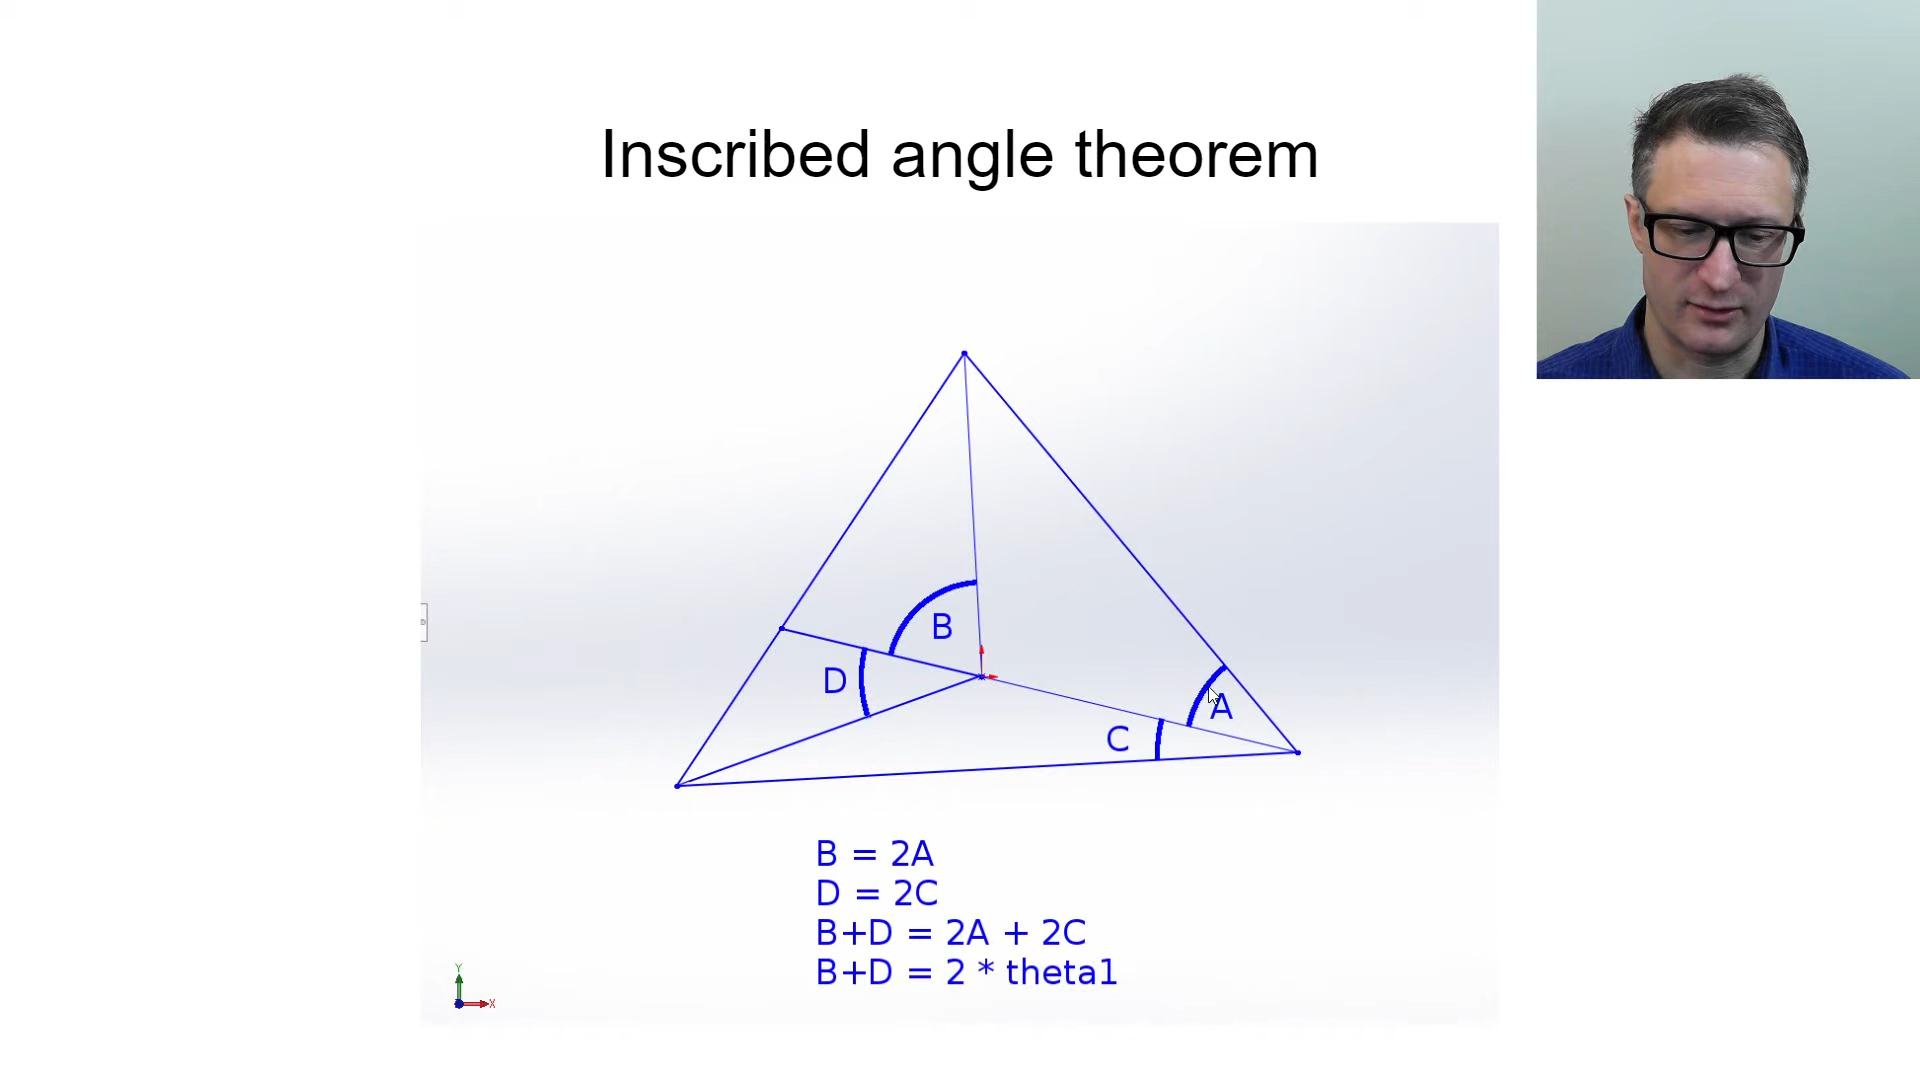 Inscribed angle theorem
B
D
A
C
B = 2A
D = 2C
B+D = 2A + 2C
B+D = 2 * theta1
Y
X